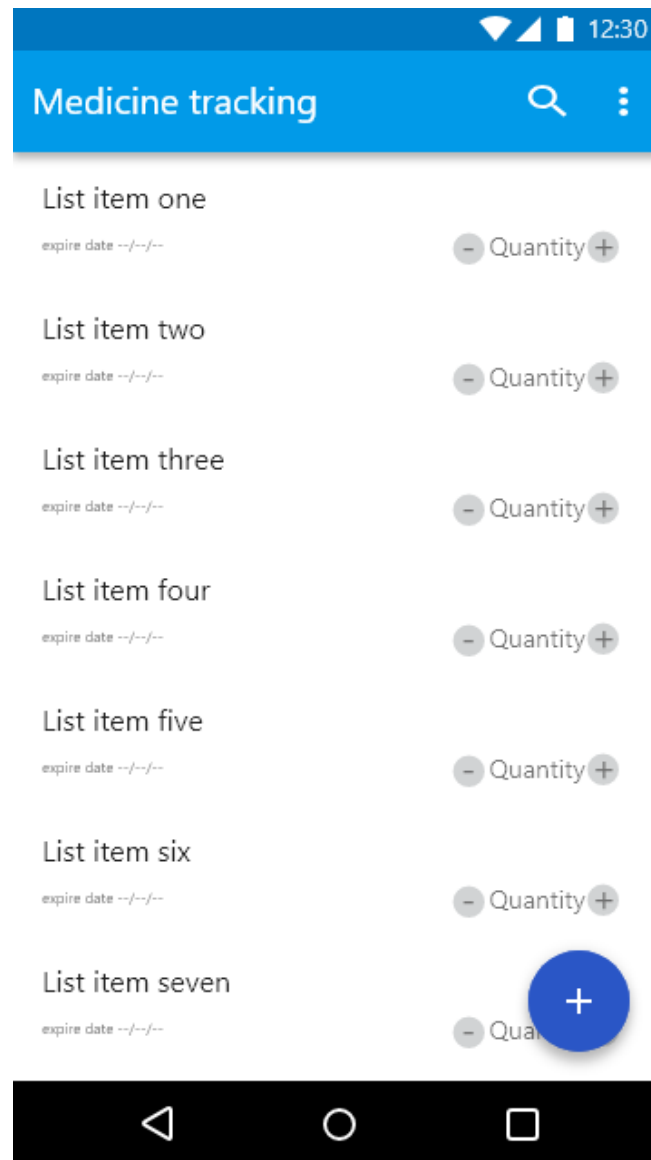 12:30
Medicine tracking
List item one
expire date --/--/--
- Quantity +
List item two
expire date --/--/--
- Quantity +
List item three
expire date --/--/--
- Quantity +
List item four
expire date --/--/--
- Quantity +
List item five
expire date --/--/--
- Quantity +
List item six
expire date --/--/--
- Quantity +
List item seven
expire date --/--/--
- Qua
+